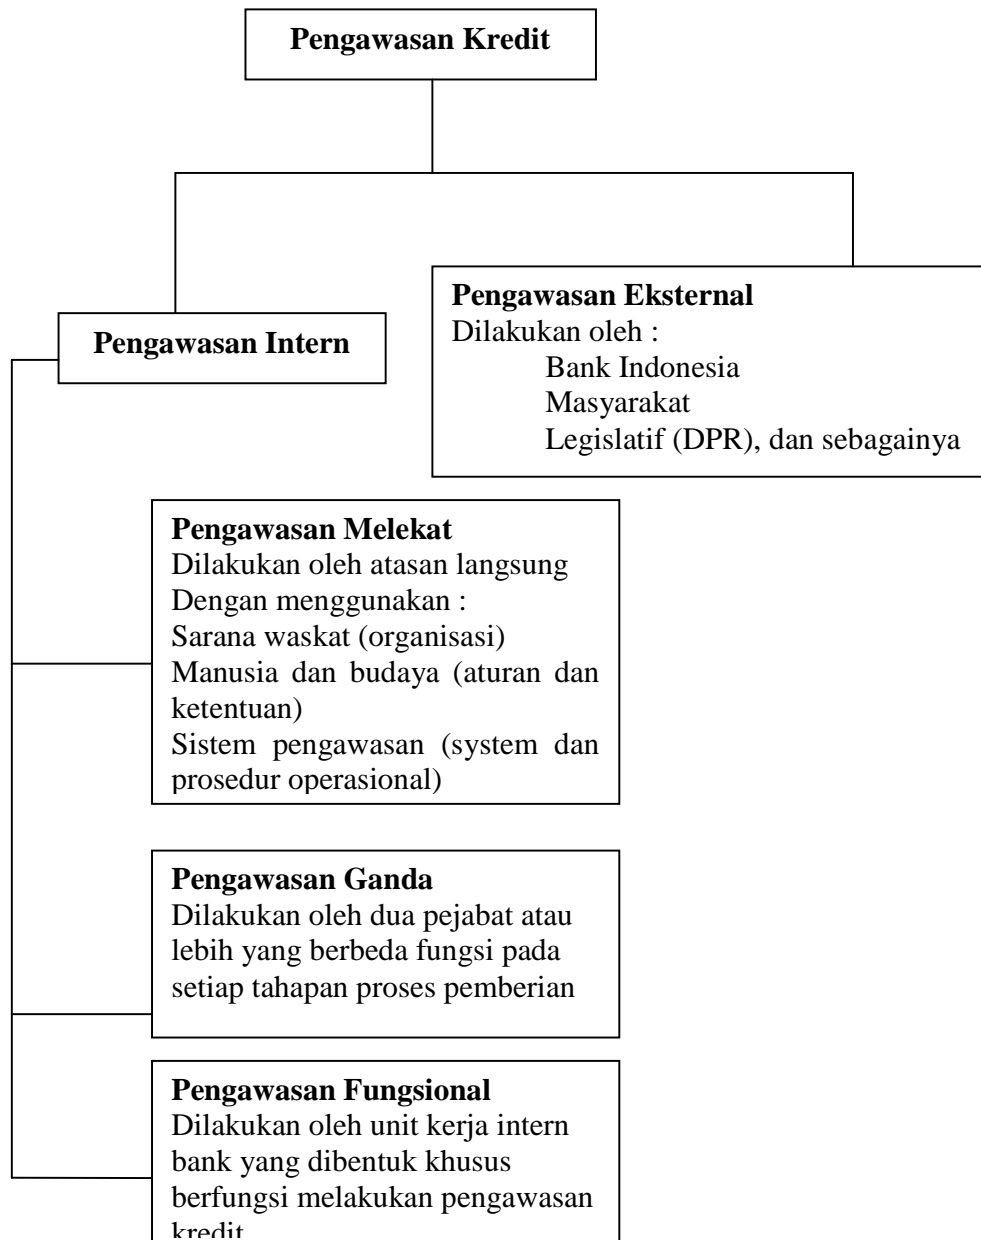 Pengawasan Kredit
Pengawasan Eksternal
Dilakukan oleh :
Bank Indonesia
Masyarakat
Legislatif (DPR), dan sebagainya
Pengawasan Intern
Pengawasan Melekat
Dilakukan oleh atasan langsung
Dengan menggunakan :
Sarana waskat (organisasi)
Manusia dan budaya (aturan dan
ketentuan)
Sistem pengawasan (system dan
prosedur operasional)
Pengawasan Ganda
Dilakukan oleh dua pejabat atau
lebih yang berbeda fungsi pada
setiap tahapan proses pemberian
Pengawasan Fungsional
Dilakukan oleh unit kerja intern
bank yang dibentuk khusus
berfungsi melakukan pengawasan
kredit